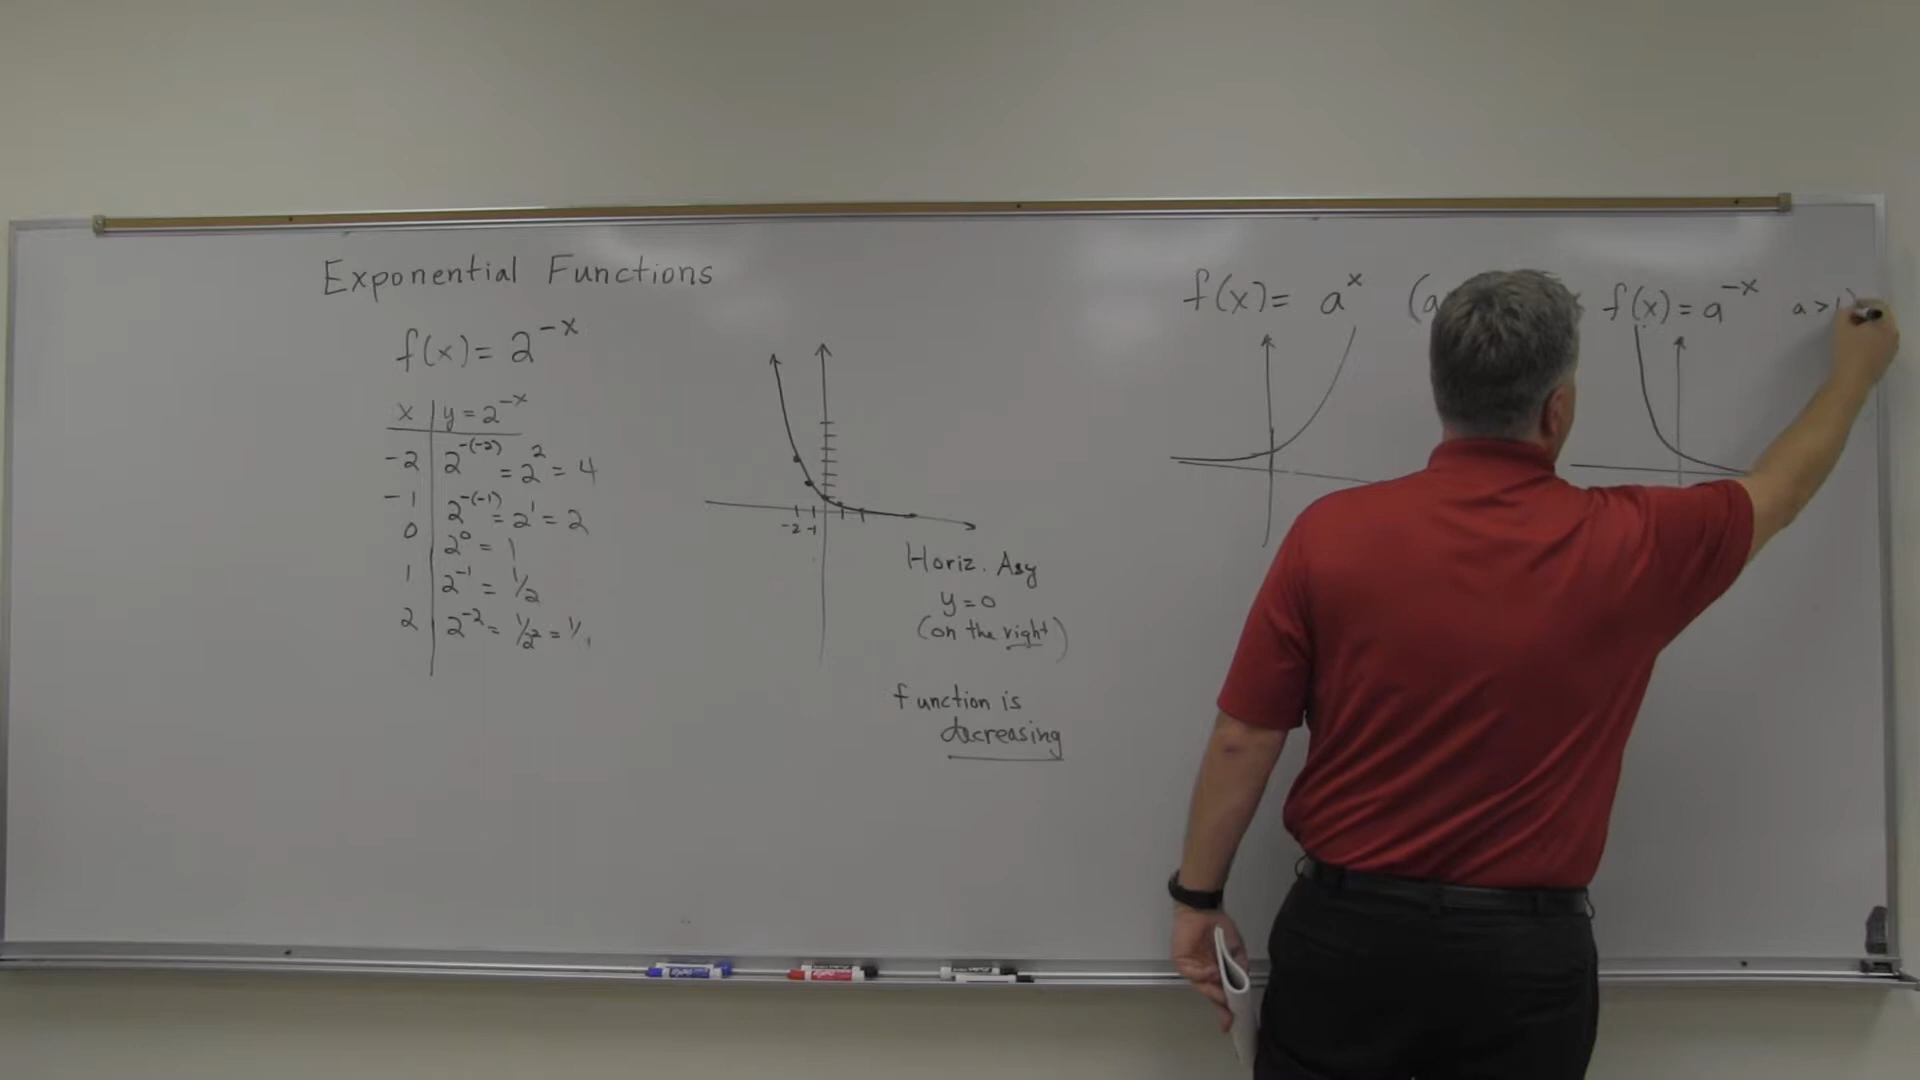 Exponential Functions
f(x) = 2^-x
x | y = 2^-x
-2 | 2^-(-2) = 2^2 = 4
-1 | 2^-(-1) = 2^1 = 2
0 | 2^0 = 1
1 | 2^-1 = 1/2
2 | 2^-2 = 1/2^2 =
-2 -1
Horiz. Asy
y = 0
(on the right)
function is
decreasing
f(x) = a^x (a
f(x) = a^-x a > 1)